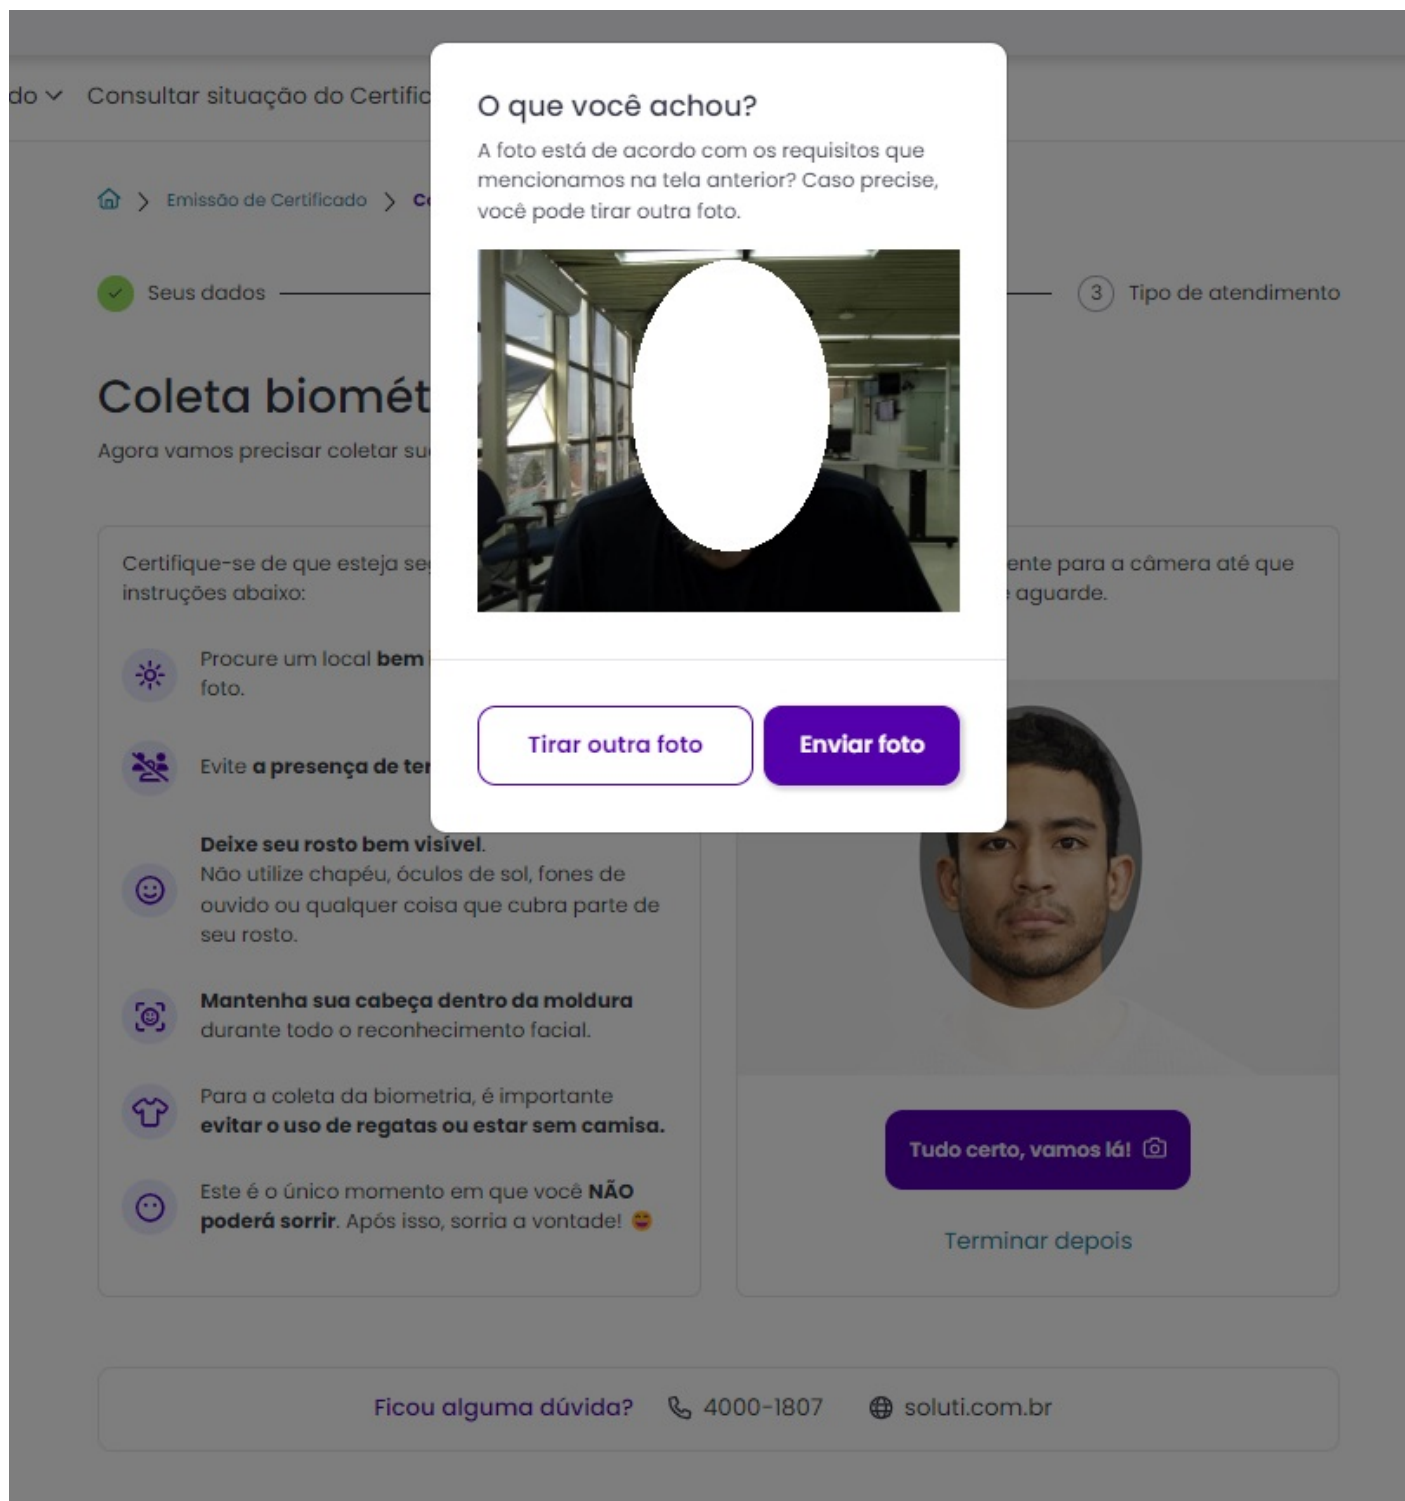 do Consultar situação do Certific
O que você achou?
A foto está de acordo com os requisitos que
mencionamos na tela anterior? Caso precise,
você pode tirar outra foto.
Emissão de Certificado
Seus dados
3 Tipo de atendimento
Coleta biomét
Agora vamos precisar coletar su
Certifique-se de que esteja se
instruções abaixo:
Procure um local bem
foto.
Evite a presença de ter
Deixe seu rosto bem visível.
Não utilize chapéu, óculos de sol, fones de
ouvido ou qualquer coisa que cubra parte de
seu rosto.
Mantenha sua cabeça dentro da moldura
durante todo o reconhecimento facial.
Para a coleta da biometria, é importante
evitar o uso de regatas ou estar sem camisa.
Este é o único momento em que você NÃO
poderá sorrir. Após isso, sorria a vontade! 😄
Tirar outra foto
Enviar foto
ente para a câmera até que
aguarde.
Tudo certo, vamos lá!
Terminar depois
Ficou alguma dúvida? 4000-1807 soluti.com.br